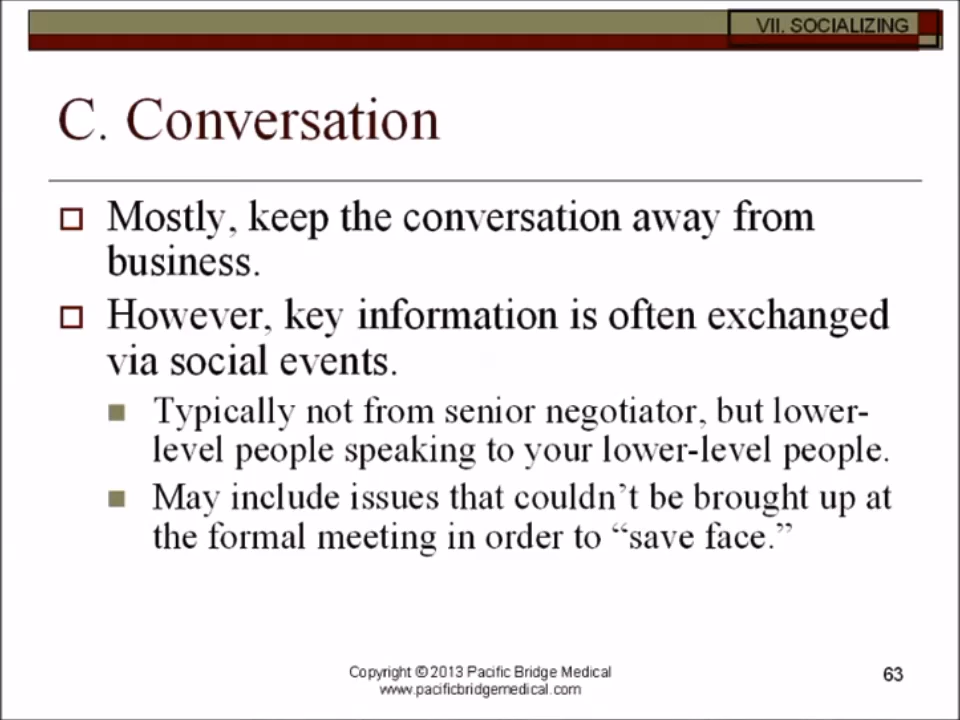 VII. SOCIALIZING
C. Conversation
Mostly, keep the conversation away from
business.
However, key information is often exchanged
via social events.
Typically not from senior negotiator, but lower-
level people speaking to your lower-level people.
May include issues that couldn’t be brought up at
the formal meeting in order to “save face.”
Copyright © 2013 Pacific Bridge Medical
www.pacificbridgemedical.com
63